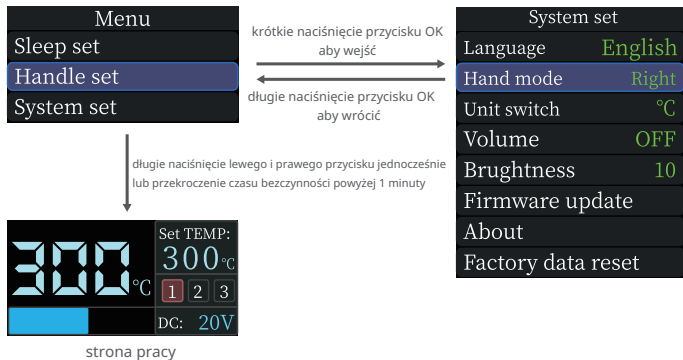 Menu
Sleep set
Handle set
System set
krótkie naciśnięcie przycisku OK
aby wejść
długie naciśnięcie przycisku OK
aby wrócić
System set
Language English
Hand mode Right
Unit switch ℃
Volume OFF
Brughtness 10
Firmware update
About
Factory data reset
długie naciśnięcie lewego i prawego przycisku jednocześnie
lub przekroczenie czasu bezczynności powyżej 1 minuty
300℃
Set TEMP:
300℃
1 2 3
DC: 20V
strona pracy